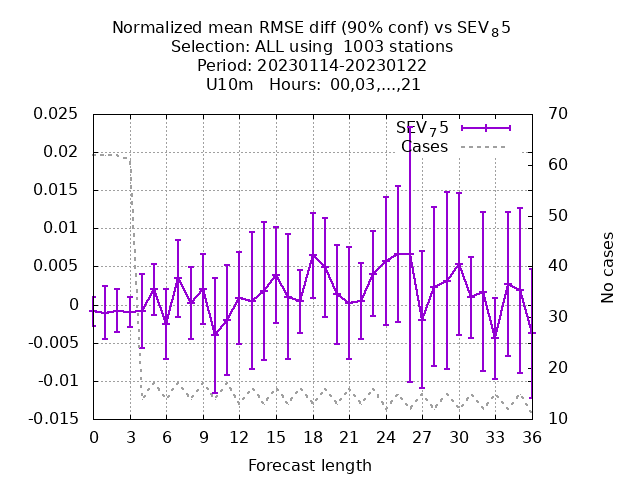 Normalized mean RMSE diff (90% conf) vs SEV₈5
Selection: ALL using  1003 stations
Period: 20230114-20230122
U10m   Hours:  00,03,...,21
0.025
0.02
0.015
0.01
0.005
0
-0.005
-0.01
-0.015
70
60
50
40
30
20
10
SEV₇5
Cases
No cases
0 3 6 9 12 15 18 21 24 27 30 33 36
Forecast length